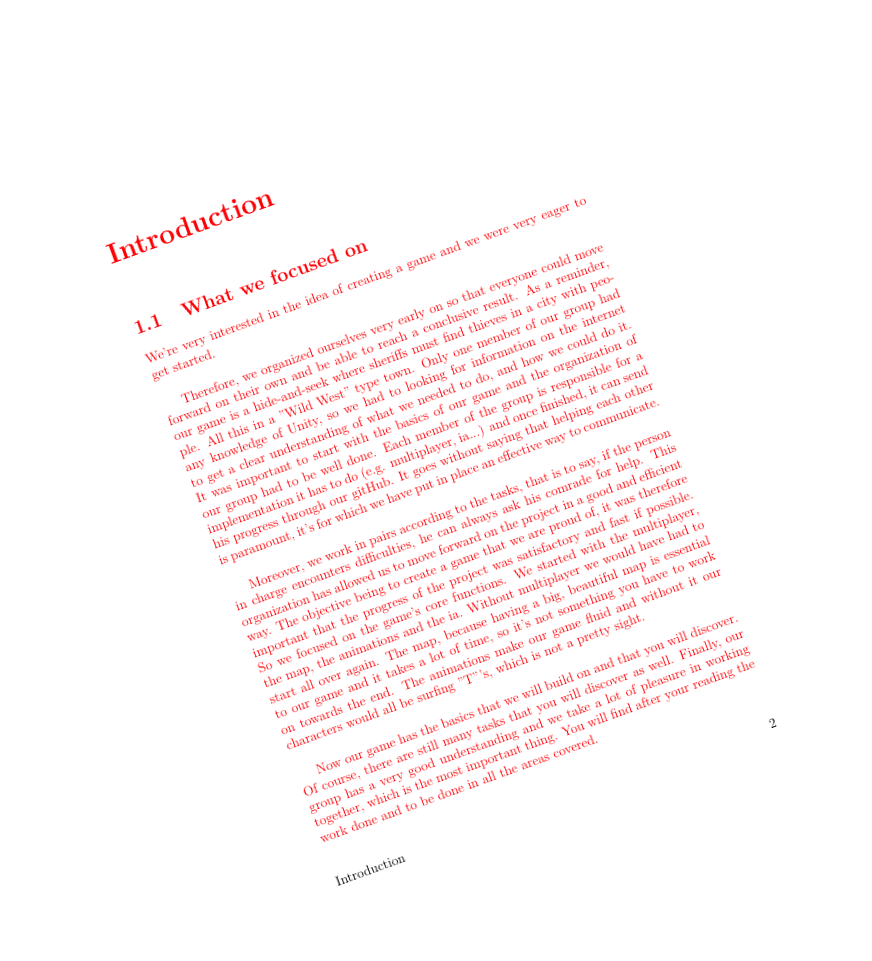 Introduction
1.1 What we focused on
We're very interested in the idea of creating a game and we were very eager to
get started.
Therefore, we organized ourselves very early on so that everyone could move
forward on their own and be able to reach a conclusive result. As a reminder,
our game is a hide-and-seek where sheriffs must find thieves in a city with peo-
ple. All this in a "Wild West" type town. Only one member of our group had
any knowledge of Unity, so we had to looking for information on the internet
to get a clear understanding of what we needed to do, and how we could do it.
It was important to start with the basics of our game and the organization of
our group had to be well done. Each member of the group is responsible for a
implementation it has to do (e.g. multiplayer, ia...) and once finished, it can send
his progress through our gitHub. It goes without saying that helping each other
is paramount, it's for which we have put in place an effective way to communicate.
Moreover, we work in pairs according to the tasks, that is to say, if the person
in charge encounters difficulties, he can always ask his comrade for help. This
organization has allowed us to move forward on the project in a good and efficient
way. The objective being to create a game that we are proud of, it was therefore
important that the progress of the project was satisfactory and fast if possible.
So we focused on the game's core functions. We started with the multiplayer,
the map, the animations and the ia. Without multiplayer we would have had to
start all over again. The map, because having a big, beautiful map is essential
to our game and it takes a lot of time, so it's not something you have to work
on towards the end. The animations make our game fluid and without it our
characters would all be surfing "T"'s, which is not a pretty sight.
Now our game has the basics that we will build on and that you will discover.
Of course, there are still many tasks that you will discover as well. Finally, our
group has a very good understanding and we take a lot of pleasure in working
together, which is the most important thing. You will find after your reading the
work done and to be done in all the areas covered.
Introduction
2